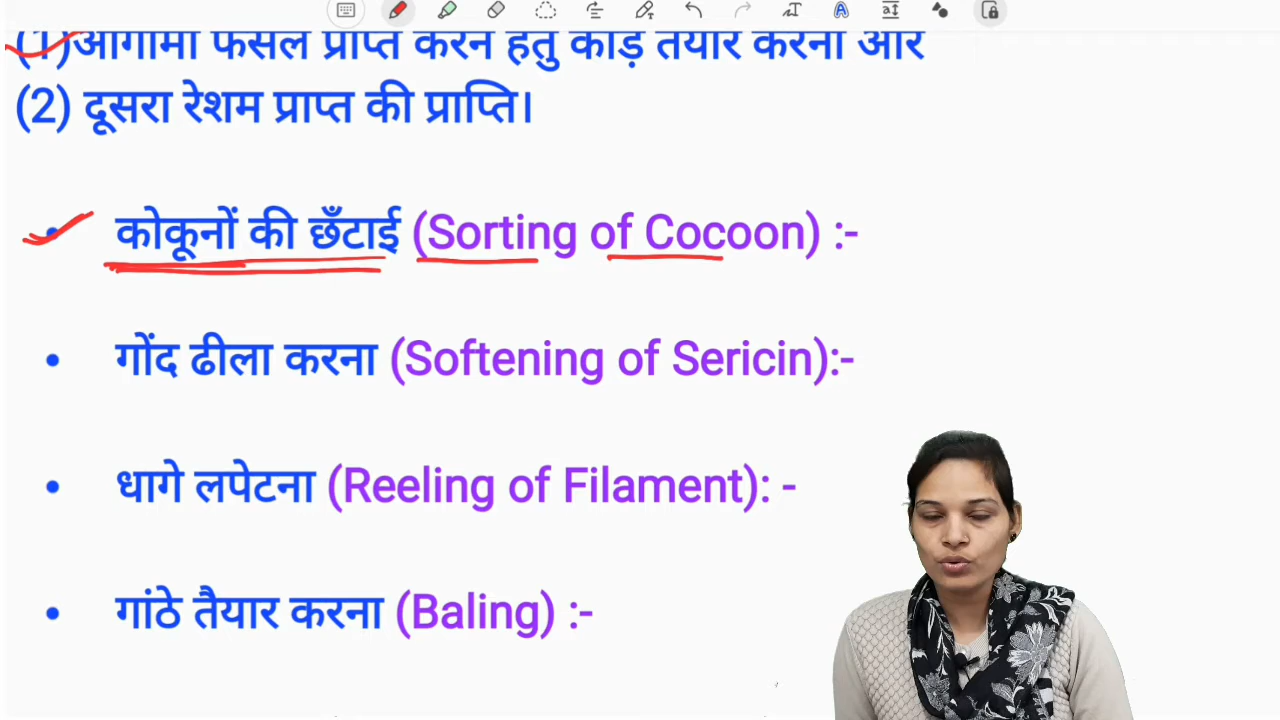 (1)आगामी फसल प्राप्त करने हेतु कीड़े तैयार करना और
(2) दूसरा रेशम प्राप्त की प्राप्ति।
• कोकूनों की छँटाई (Sorting of Cocoon) :-
• गोंद ढीला करना (Softening of Sericin):-
• धागे लपेटना (Reeling of Filament): -
• गांठे तैयार करना (Baling) :-